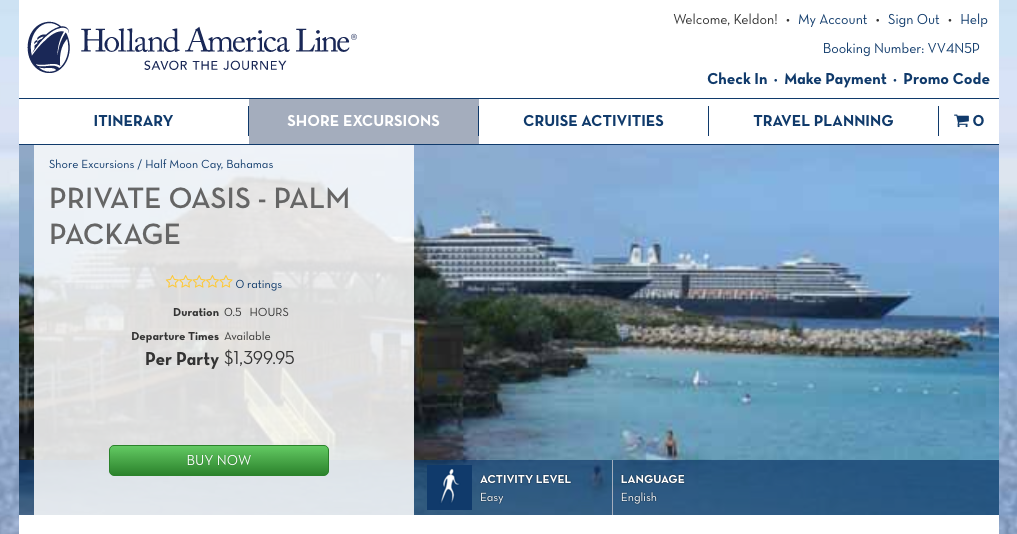 Welcome, Keldon! • My Account • Sign Out • Help
Holland America Line®
SAVOR THE JOURNEY
Booking Number: VV4N5P
Check In · Make Payment · Promo Code
ITINERARY SHORE EXCURSIONS CRUISE ACTIVITIES TRAVEL PLANNING 0
Shore Excursions / Half Moon Cay, Bahamas
PRIVATE OASIS - PALM
PACKAGE
0 ratings
Duration 0.5 HOURS
Departure Times Available
Per Party $1,399.95
BUY NOW
ACTIVITY LEVEL
Easy
LANGUAGE
English